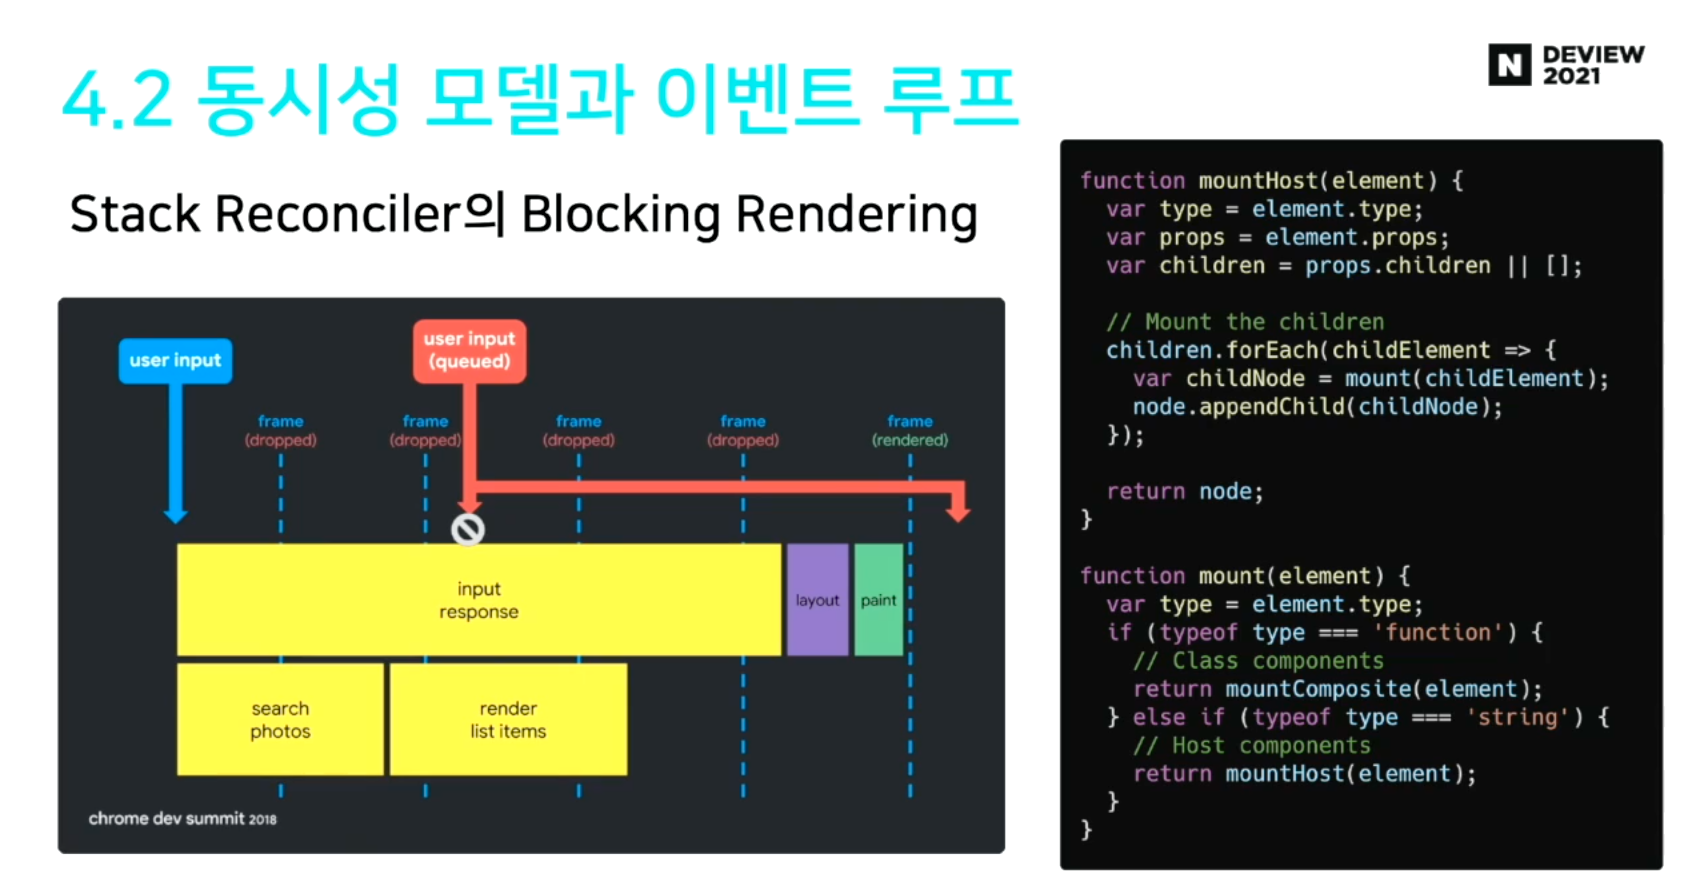 4.2 동시성 모델과 이벤트 루프
N DEVIEW
2021
Stack Reconciler의 Blocking Rendering
user input
user input
(queued)
frame
(dropped)
frame
(dropped)
frame
(dropped)
frame
(dropped)
frame
(rendered)
input
response
layout
paint
search
photos
render
list items
chrome dev summit 2018
function mountHost(element) {
  var type = element.type;
  var props = element.props;
  var children = props.children || [];

  // Mount the children
  children.forEach(childElement => {
    var childNode = mount(childElement);
    node.appendChild(childNode);
  });

  return node;
}

function mount(element) {
  var type = element.type;
  if (typeof type === 'function') {
    // Class components
    return mountComposite(element);
  } else if (typeof type === 'string') {
    // Host components
    return mountHost(element);
  }
}